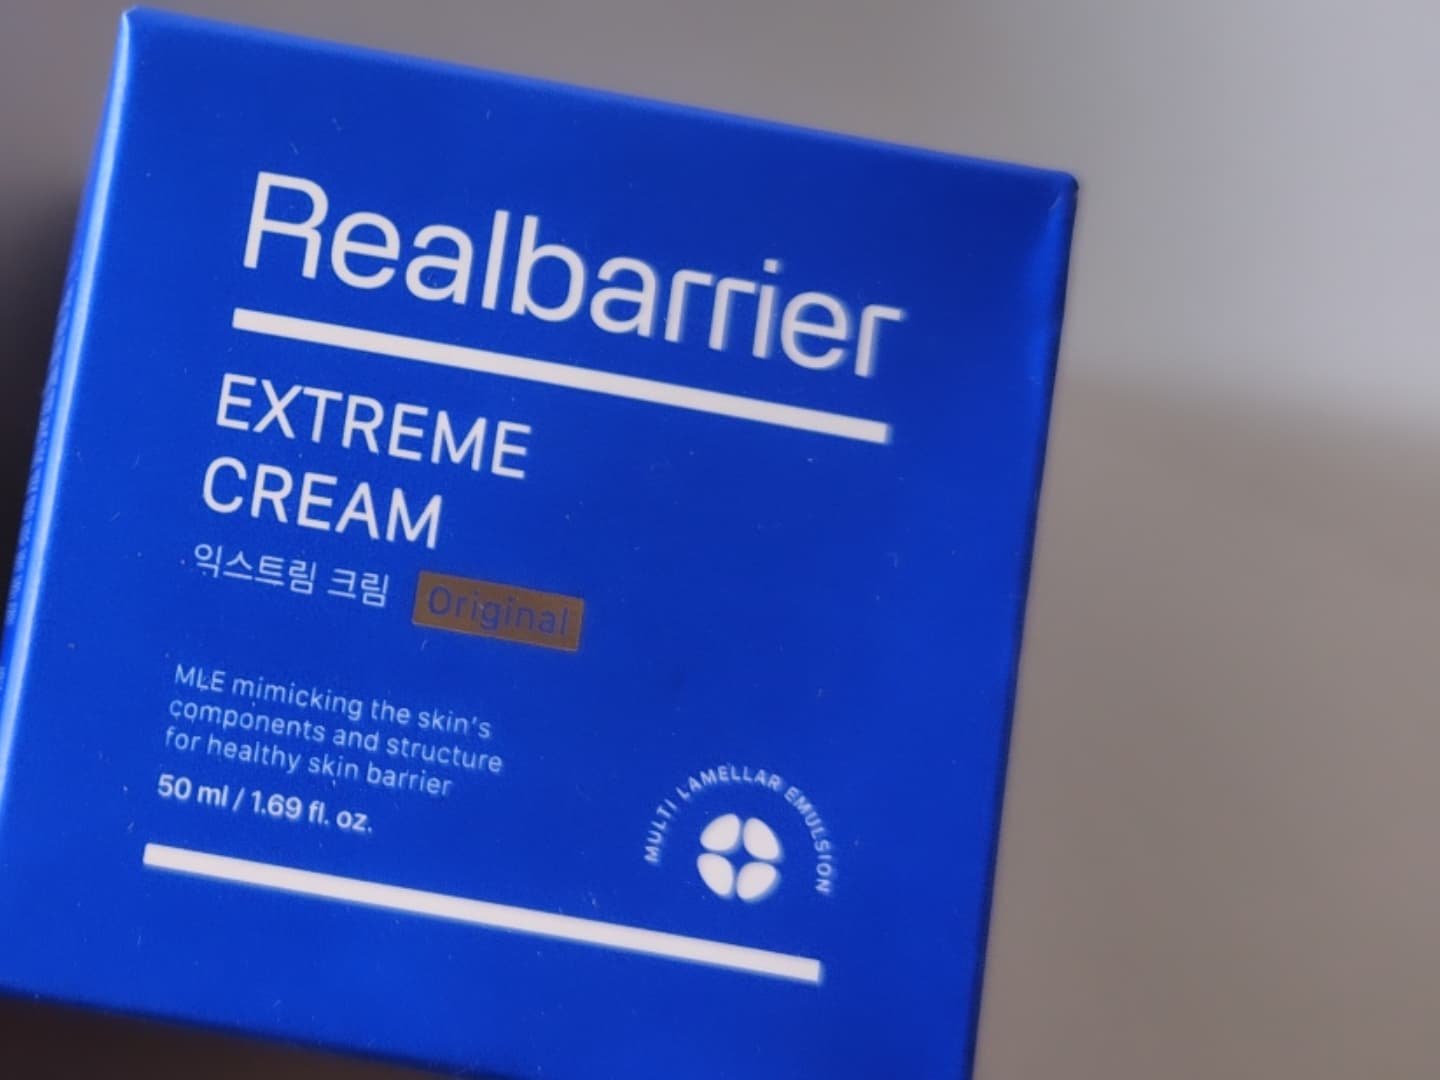 Realbarrier
EXTREME
CREAM
익스트림 크림 Original
MLE mimicking the skin's
components and structure
for healthy skin barrier
50 ml / 1.69 fl. oz.
MULTI LAMELLAR EMULSION